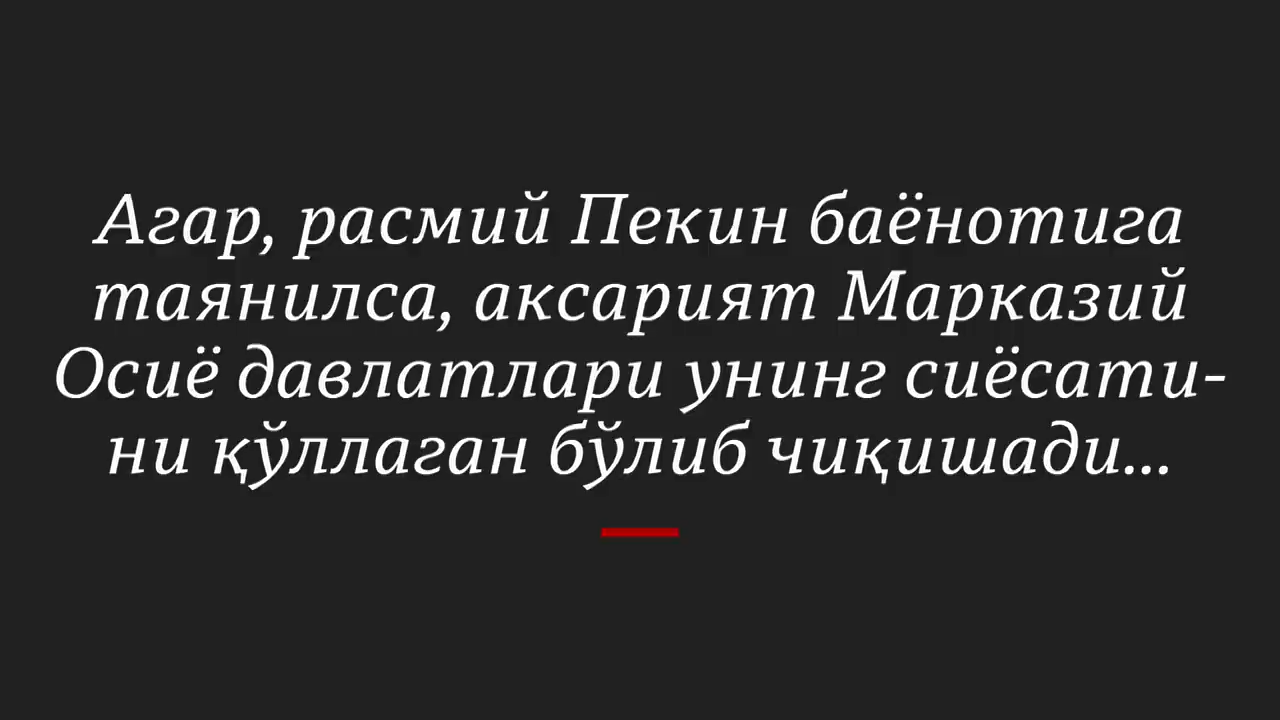 Агар, расмий Пекин баёнотига
таянилса, аксарият Марказий
Осиё давлатлари унинг сиёсати-
ни қўллаган бўлиб чиқишади...